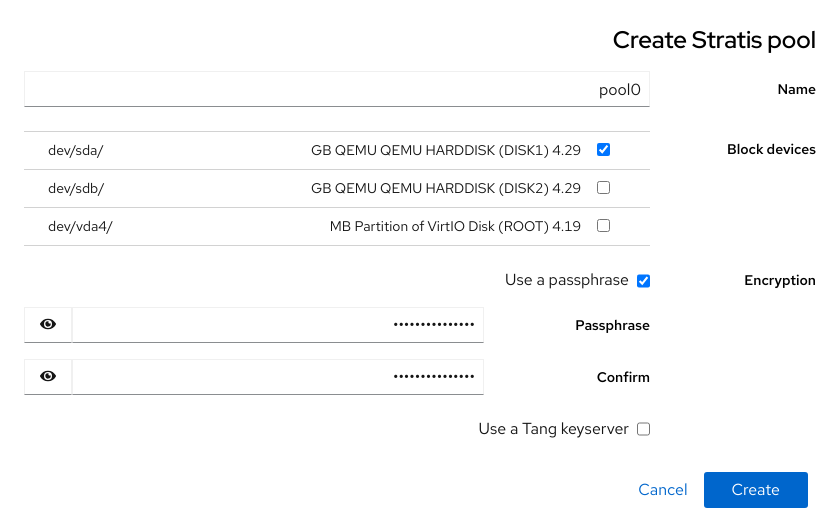 Create Stratis pool
Name
pool0
Block devices
GB QEMU QEMU HARDDISK (DISK1) 4.29
dev/sda/
GB QEMU QEMU HARDDISK (DISK2) 4.29
dev/sdb/
MB Partition of VirtIO Disk (ROOT) 4.19
dev/vda4/
Encryption
Use a passphrase
Passphrase
•••••••••••••••
Confirm
•••••••••••••••
Use a Tang keyserver
Create
Cancel